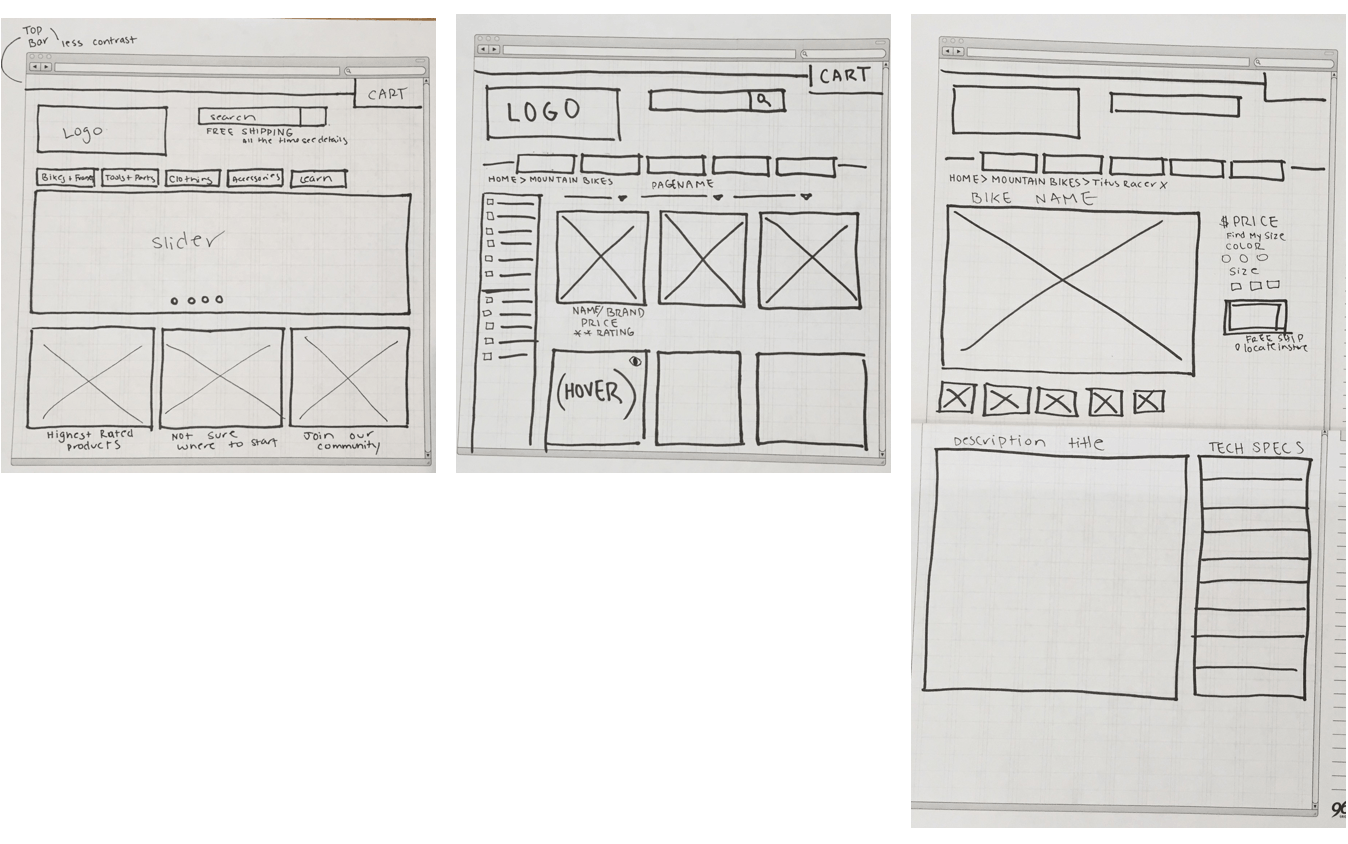 TOP
BAR
less contrast
CART
Logo
search
FREE SHIPPING
all the time see details
Bikes + Frames
Tools + Parts
Clothing
Accessories
Learn
slider
Highest Rated
products
Not sure
where to start
Join our
community
CART
LOGO
HOME > MOUNTAIN BIKES
PAGENAME
NAME/BRAND
PRICE
** RATING
(HOVER)
HOME > MOUNTAIN BIKES > Titus Racer X
BIKE NAME
$ PRICE
Find My Size
COLOR
Size
FREE SHIP
locate in store
Description title
TECH SPECS